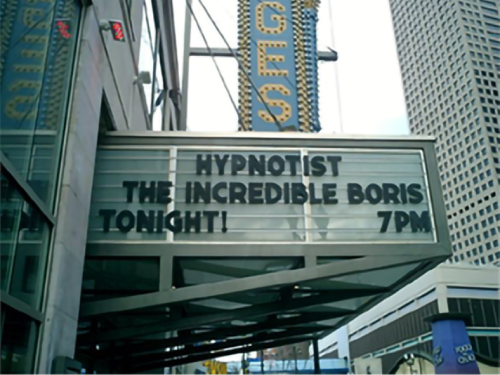 GES
HYPNOTIST
THE INCREDIBLE BORIS
TONIGHT! 7PM